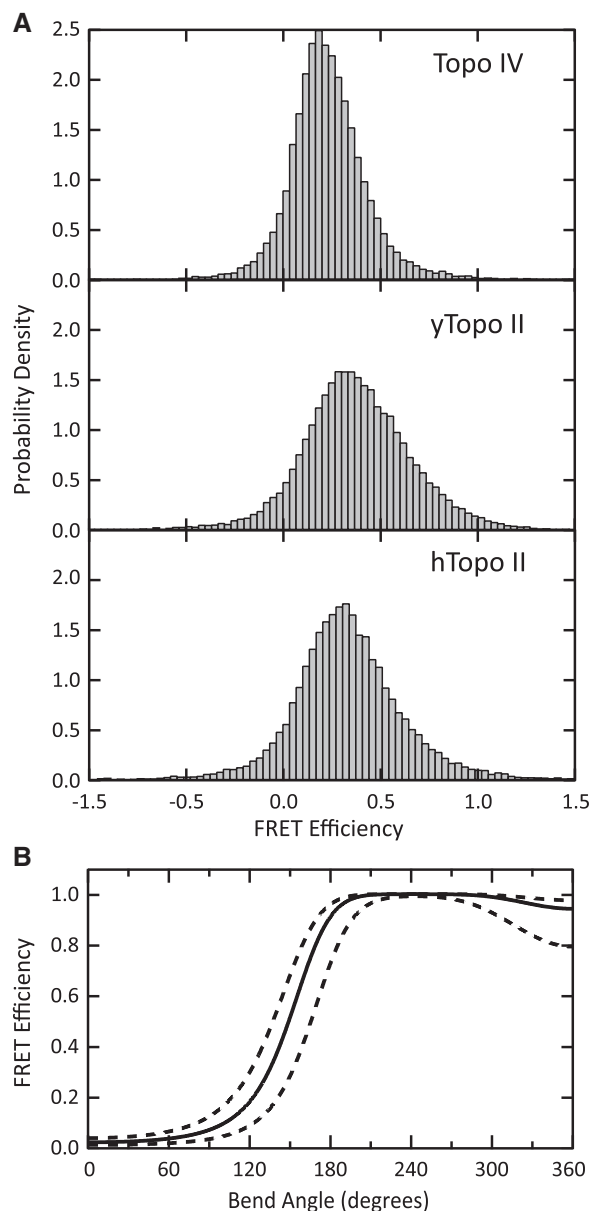 A
2.5
Topo IV
2.0
1.5
1.0
0.5
0.0
yTopo II
2.0
1.5
1.0
0.5
0.0
Probability Density
hTopo II
2.0
1.5
1.0
0.5
0.0
-1.5 -0.5 0.0 0.5 1.0 1.5
FRET Efficiency
B
1.0
0.8
0.6
0.4
0.2
0.0
FRET Efficiency
0 60 120 180 240 300 360
Bend Angle (degrees)